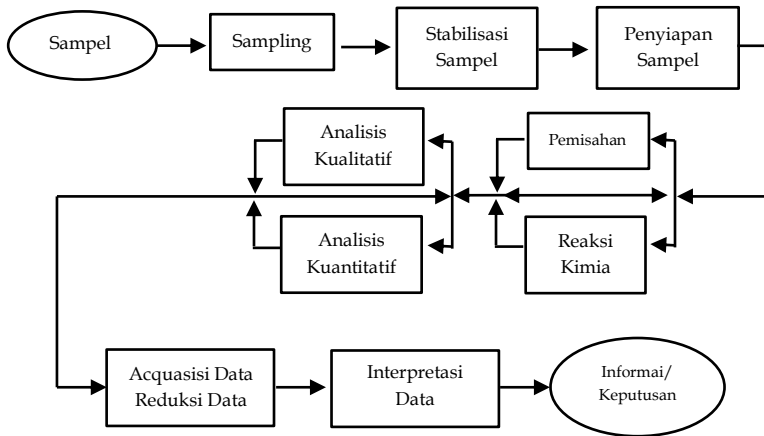 Sampel
Sampling
Stabilisasi
Sampel
Penyiapan
Sampel
Analisis
Kualitatif
Pemisahan
Analisis
Kuantitatif
Reaksi
Kimia
Acquasisi Data
Reduksi Data
Interpretasi
Data
Informai/
Keputusan